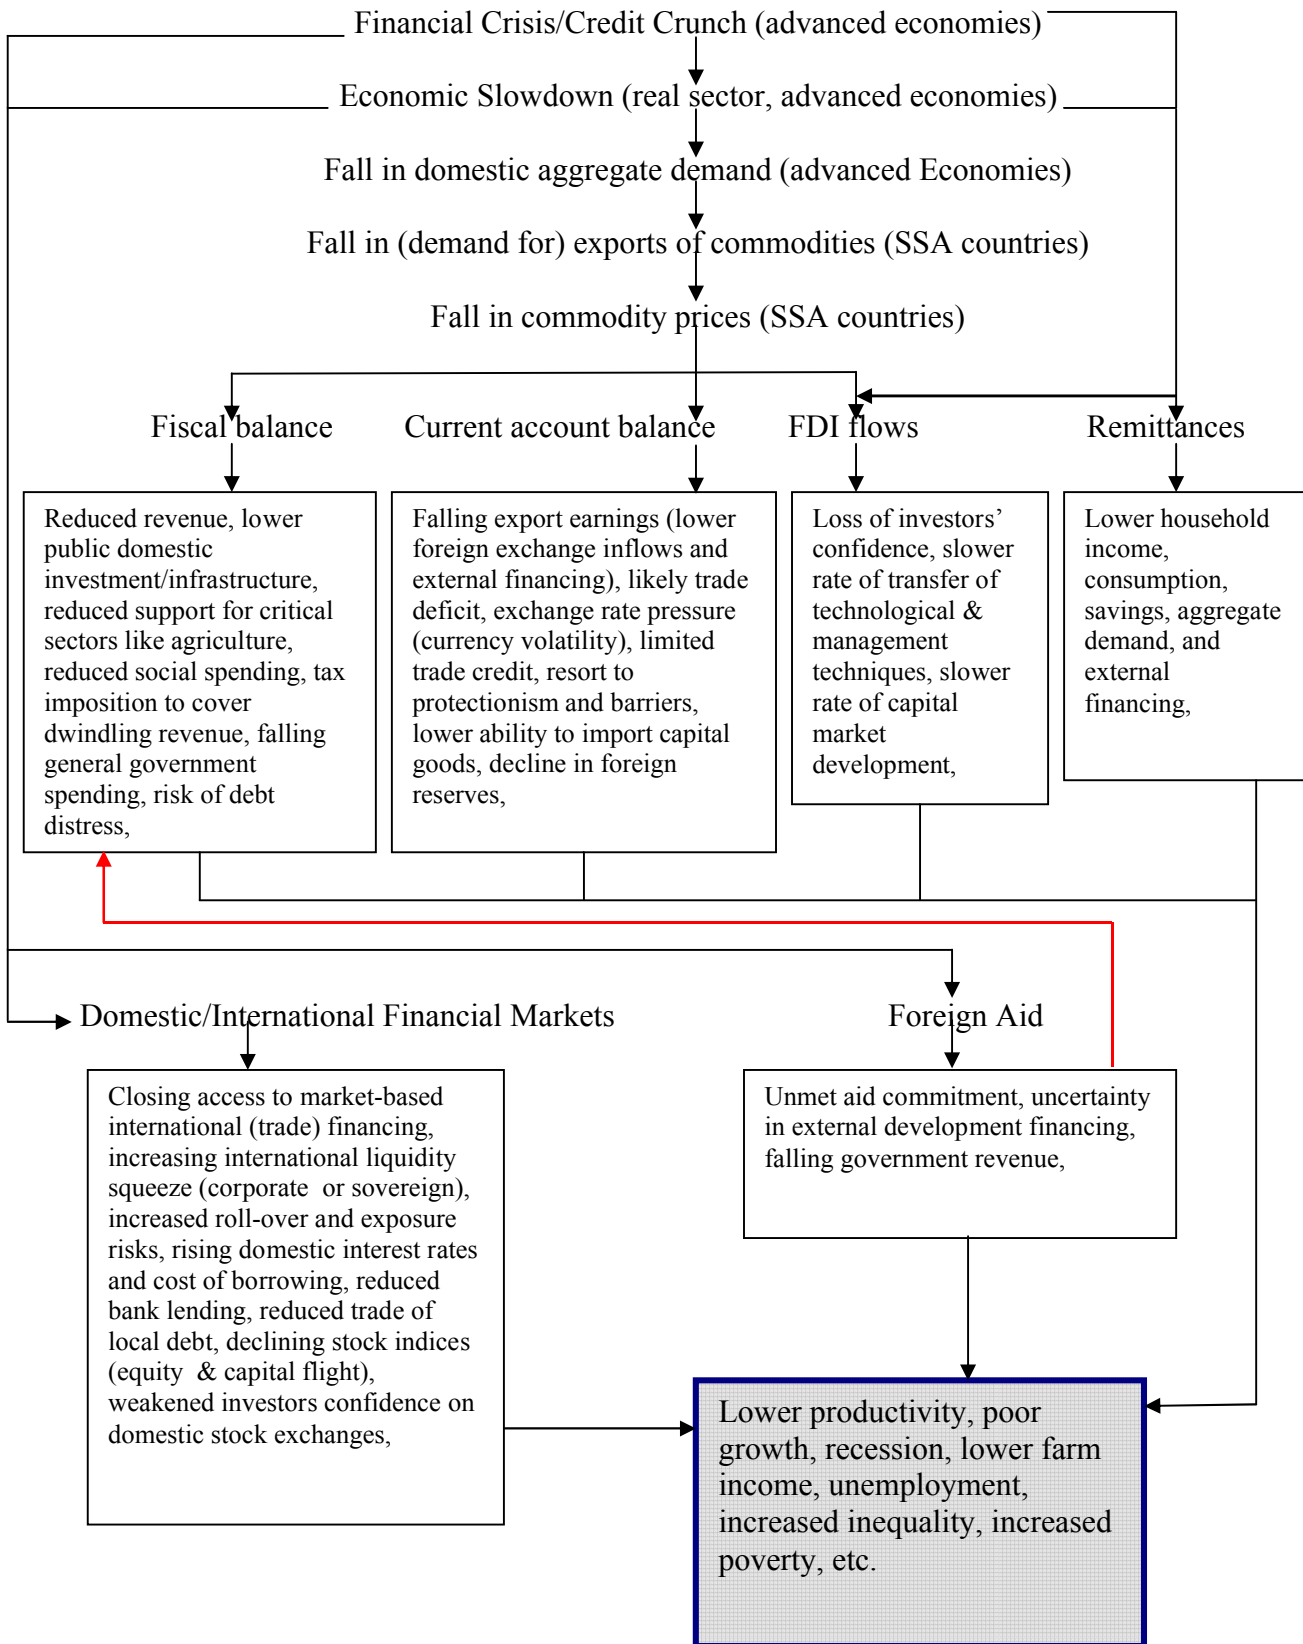 Financial Crisis/Credit Crunch (advanced economies)
Economic Slowdown (real sector, advanced economies)
Fall in domestic aggregate demand (advanced Economies)
Fall in (demand for) exports of commodities (SSA countries)
Fall in commodity prices (SSA countries)
Fiscal balance
Current account balance
FDI flows
Remittances
Reduced revenue, lower
public domestic
investment/infrastructure,
reduced support for critical
sectors like agriculture,
reduced social spending, tax
imposition to cover
dwindling revenue, falling
general government
spending, risk of debt
distress,
Falling export earnings (lower
foreign exchange inflows and
external financing), likely trade
deficit, exchange rate pressure
(currency volatility), limited
trade credit, resort to
protectionism and barriers,
lower ability to import capital
goods, decline in foreign
reserves,
Loss of investors’
confidence, slower
rate of transfer of
technological &
management
techniques, slower
rate of capital
market
development,
Lower household
income,
consumption,
savings, aggregate
demand, and
external
financing,
Domestic/International Financial Markets
Foreign Aid
Closing access to market-based
international (trade) financing,
increasing international liquidity
squeeze (corporate or sovereign),
increased roll-over and exposure
risks, rising domestic interest rates
and cost of borrowing, reduced
bank lending, reduced trade of
local debt, declining stock indices
(equity & capital flight),
weakened investors confidence on
domestic stock exchanges,
Unmet aid commitment, uncertainty
in external development financing,
falling government revenue,
Lower productivity, poor
growth, recession, lower farm
income, unemployment,
increased inequality, increased
poverty, etc.